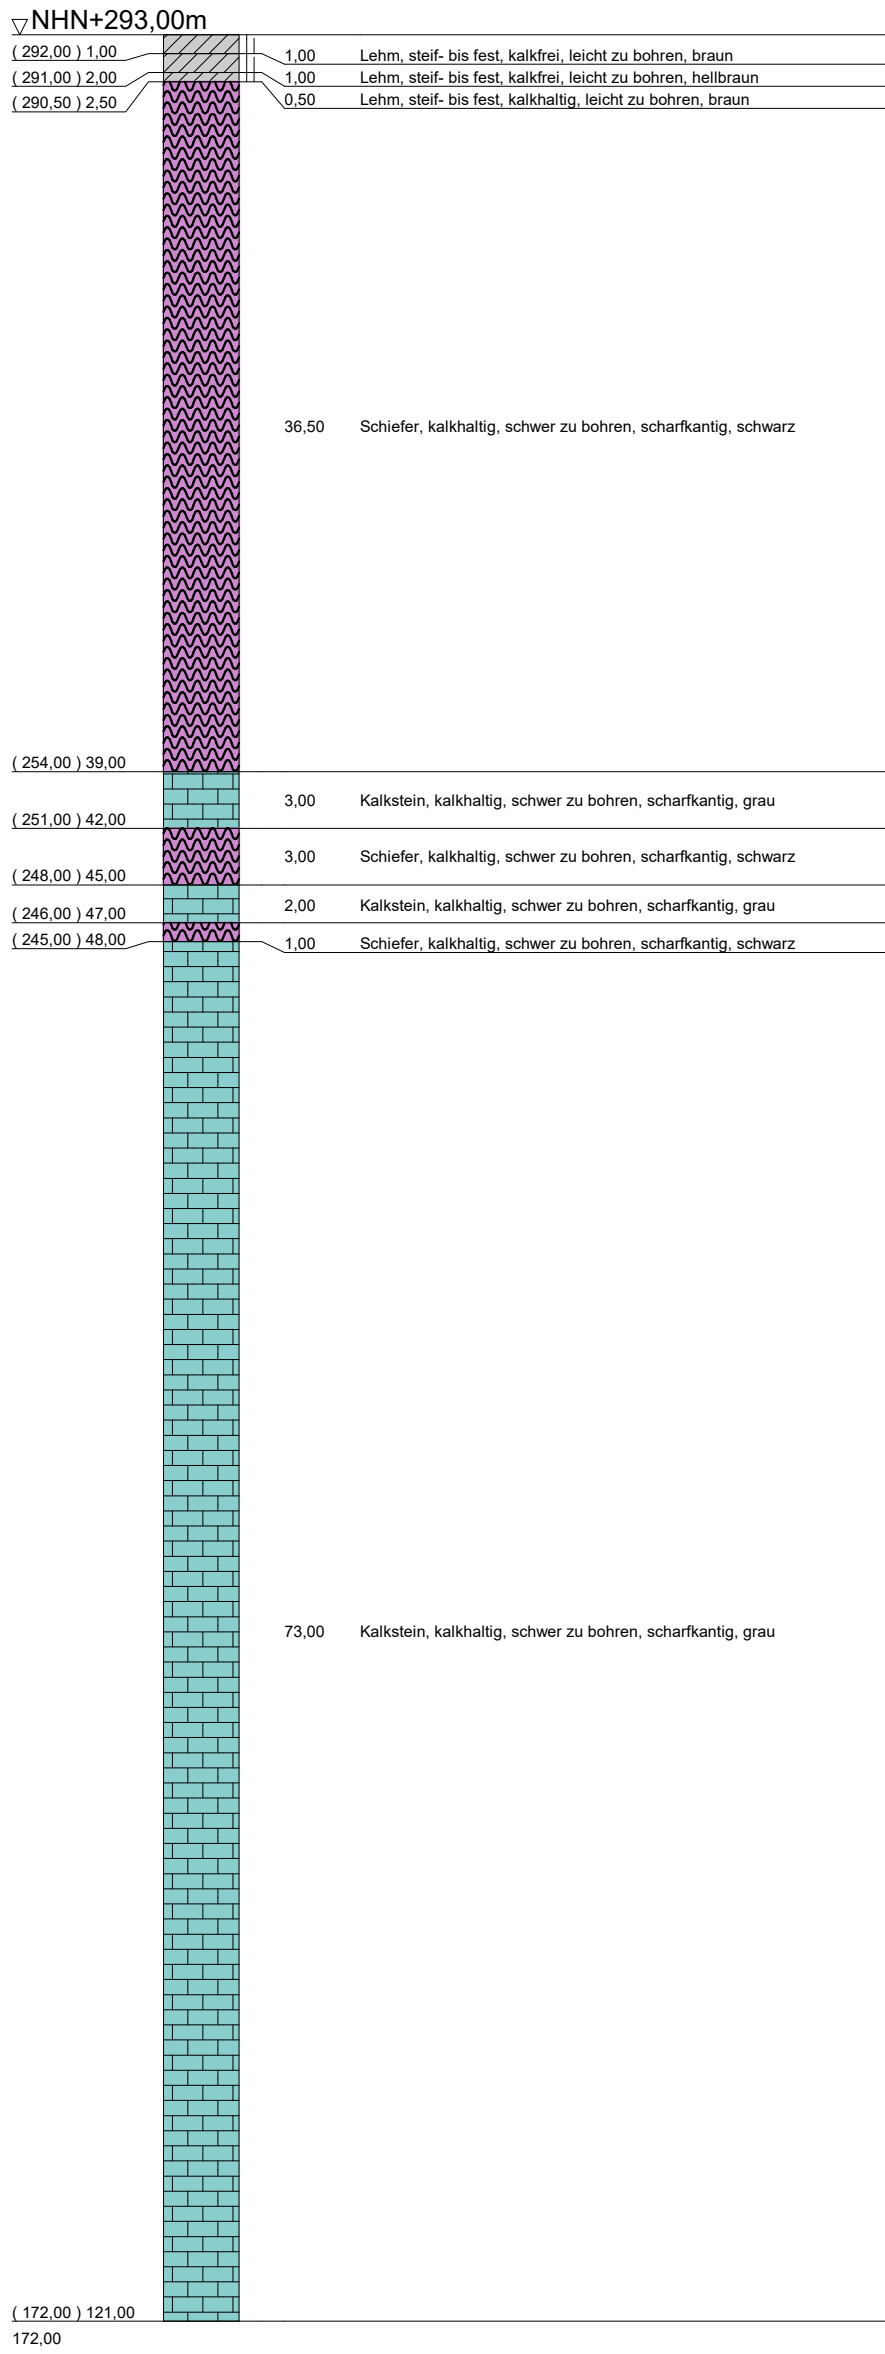 NHN+293,00m
( 292,00 ) 1,00
1,00 Lehm, steif- bis fest, kalkfrei, leicht zu bohren, braun
( 291,00 ) 2,00
1,00 Lehm, steif- bis fest, kalkfrei, leicht zu bohren, hellbraun
( 290,50 ) 2,50
0,50 Lehm, steif- bis fest, kalkhaltig, leicht zu bohren, braun
36,50 Schiefer, kalkhaltig, schwer zu bohren, scharfkantig, schwarz
( 254,00 ) 39,00
3,00 Kalkstein, kalkhaltig, schwer zu bohren, scharfkantig, grau
( 251,00 ) 42,00
3,00 Schiefer, kalkhaltig, schwer zu bohren, scharfkantig, schwarz
( 248,00 ) 45,00
2,00 Kalkstein, kalkhaltig, schwer zu bohren, scharfkantig, grau
( 246,00 ) 47,00
( 245,00 ) 48,00
1,00 Schiefer, kalkhaltig, schwer zu bohren, scharfkantig, schwarz
73,00 Kalkstein, kalkhaltig, schwer zu bohren, scharfkantig, grau
( 172,00 ) 121,00
172,00